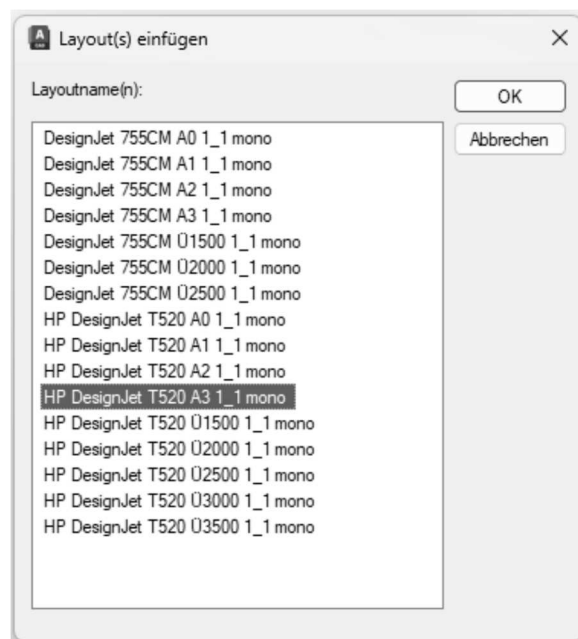 Layout(s) einfügen
Layoutname(n):
OK
Abbrechen
DesignJet 755CM A0 1_1 mono
DesignJet 755CM A1 1_1 mono
DesignJet 755CM A2 1_1 mono
DesignJet 755CM A3 1_1 mono
DesignJet 755CM Ü1500 1_1 mono
DesignJet 755CM Ü2000 1_1 mono
DesignJet 755CM Ü2500 1_1 mono
HP DesignJet T520 A0 1_1 mono
HP DesignJet T520 A1 1_1 mono
HP DesignJet T520 A2 1_1 mono
HP DesignJet T520 A3 1_1 mono
HP DesignJet T520 Ü1500 1_1 mono
HP DesignJet T520 Ü2000 1_1 mono
HP DesignJet T520 Ü2500 1_1 mono
HP DesignJet T520 Ü3000 1_1 mono
HP DesignJet T520 Ü3500 1_1 mono